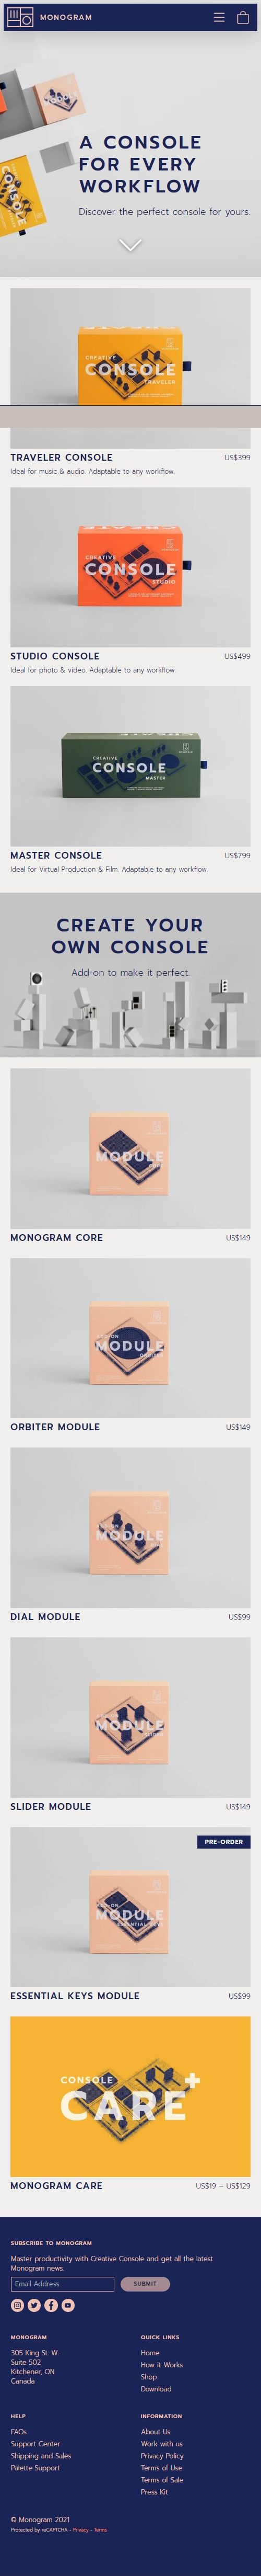 MONOGRAM
A CONSOLE
FOR EVERY
WORKFLOW
Discover the perfect console for yours.
CREATIVE
CONSOLE
TRAVELER
TRAVELER CONSOLE US$399
Ideal for music & audio. Adaptable to any workflow.
CREATIVE
CONSOLE
STUDIO
STUDIO CONSOLE US$499
Ideal for photo & video. Adaptable to any workflow.
CREATIVE
CONSOLE
MASTER
MASTER CONSOLE US$799
Ideal for Virtual Production & Film. Adaptable to any workflow.
CREATE YOUR
OWN CONSOLE
Add-on to make it perfect.
MODULE
MONOGRAM CORE US$149
MODULE
ORBITER MODULE US$149
MODULE
DIAL MODULE US$99
MODULE
SLIDER MODULE US$149
PRE-ORDER
MODULE
ESSENTIAL KEYS
ESSENTIAL KEYS MODULE US$99
CONSOLE
CARE+
MONOGRAM CARE US$19 – US$129
SUBSCRIBE TO MONOGRAM
Master productivity with Creative Console and get all the latest
Monogram news.
Email Address SUBMIT
MONOGRAM
305 King St. W.
Suite 502
Kitchener, ON
Canada
QUICK LINKS
Home
How it Works
Shop
Download
HELP
FAQs
Support Center
Shipping and Sales
Palette Support
INFORMATION
About Us
Work with us
Privacy Policy
Terms of Use
Terms of Sale
Press Kit
© Monogram 2021
Protected by reCAPTCHA - Privacy - Terms